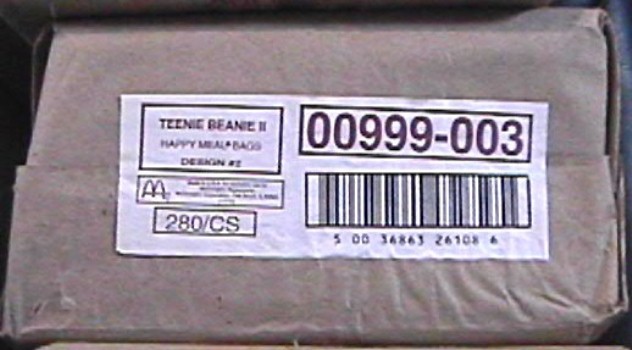 TEENIE BEANIE II
HAPPY MEAL® BAGS
DESIGN #2
280/CS
00999-003
5 00 36863 26108 6